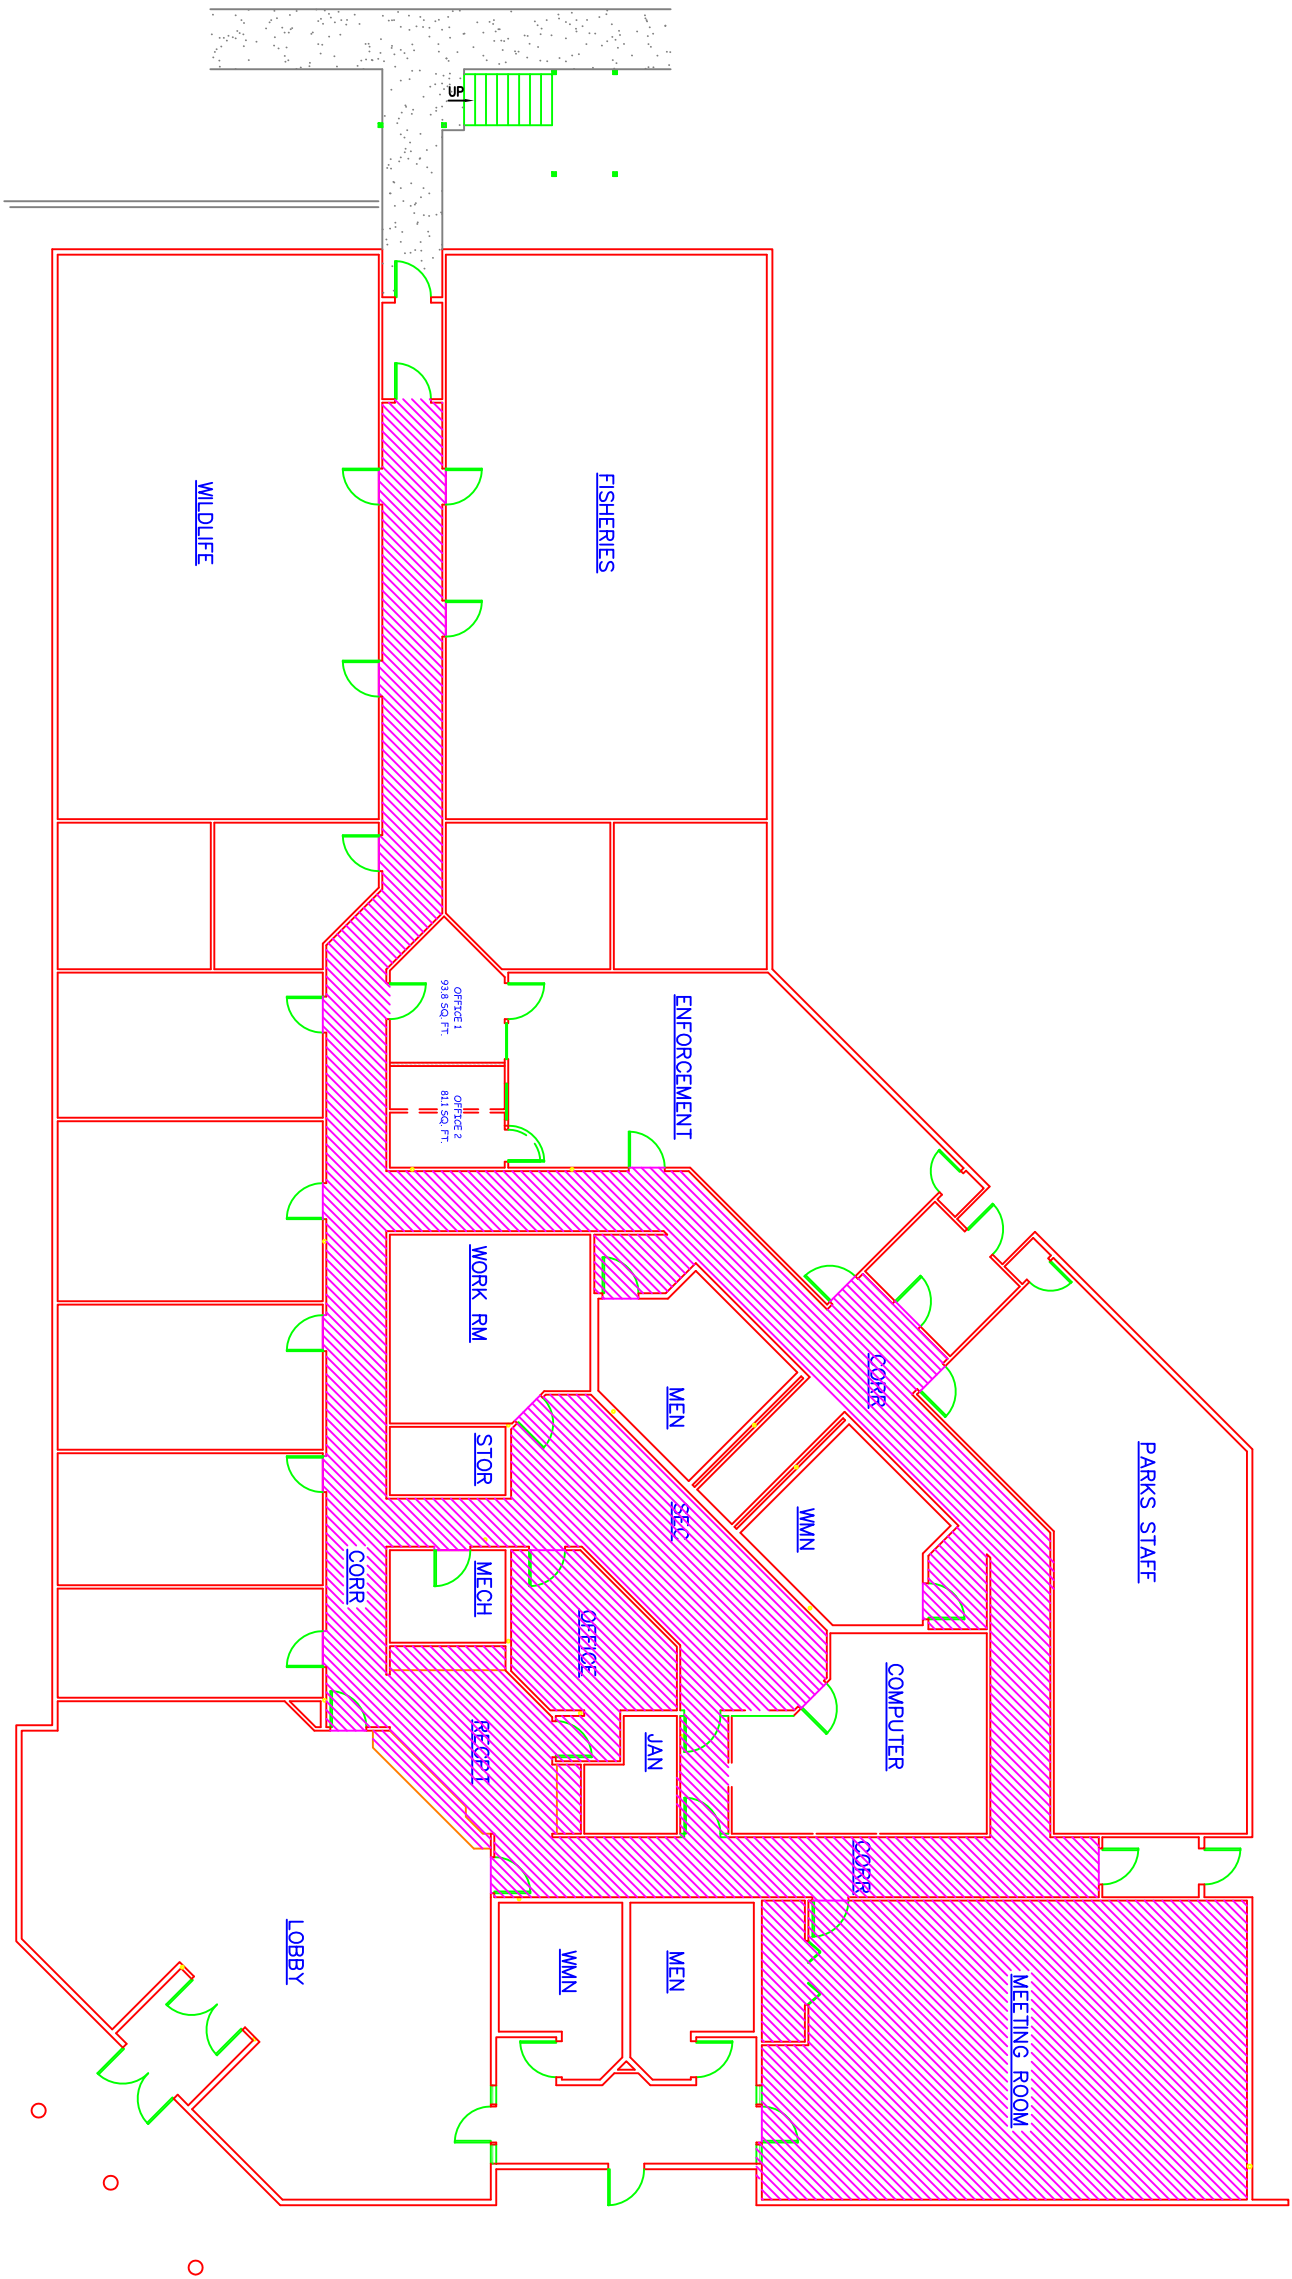 UP
WILDLIFE
FISHERIES
OFFICE 1
93.8 SQ. FT.
ENFORCEMENT
OFFICE 2
81.1 SQ. FT.
WORK RM
CORR
MEN
STOR
PARKS STAFF
SEC
WMN
CORR
MECH
OFFICE
COMPUTER
RECPT
JAN
CORR
LOBBY
WMN
MEN
MEETING ROOM